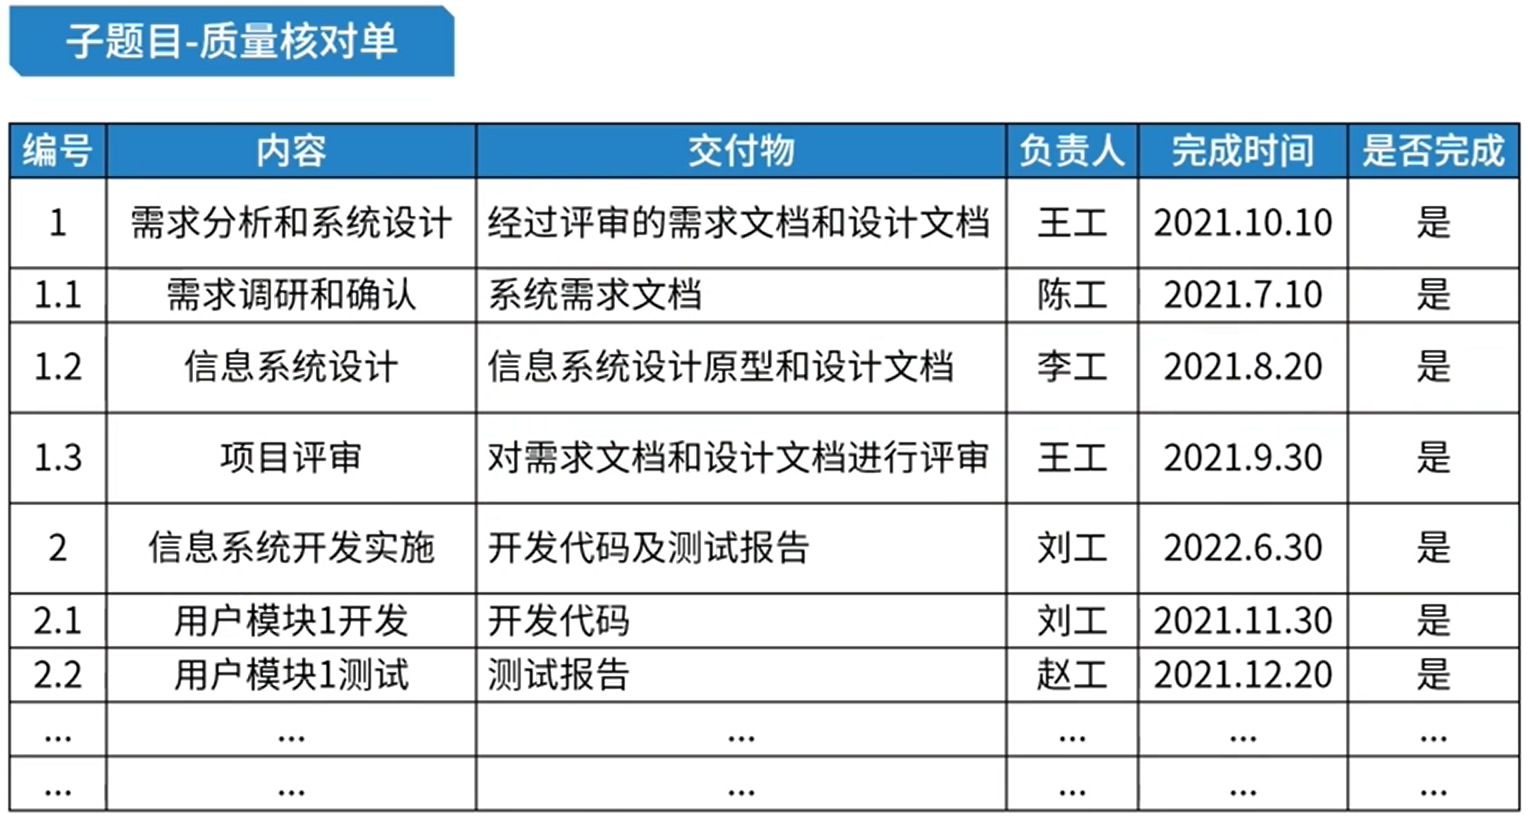 子题目-质量核对单
编号 内容 交付物 负责人 完成时间 是否完成
1 需求分析和系统设计 经过评审的需求文档和设计文档 王工 2021.10.10 是
1.1 需求调研和确认 系统需求文档 陈工 2021.7.10 是
1.2 信息系统设计 信息系统设计原型和设计文档 李工 2021.8.20 是
1.3 项目评审 对需求文档和设计文档进行评审 王工 2021.9.30 是
2 信息系统开发实施 开发代码及测试报告 刘工 2022.6.30 是
2.1 用户模块1开发 开发代码 刘工 2021.11.30 是
2.2 用户模块1测试 测试报告 赵工 2021.12.20 是
... ... ... ... ... ...
... ... ... ... ... ...